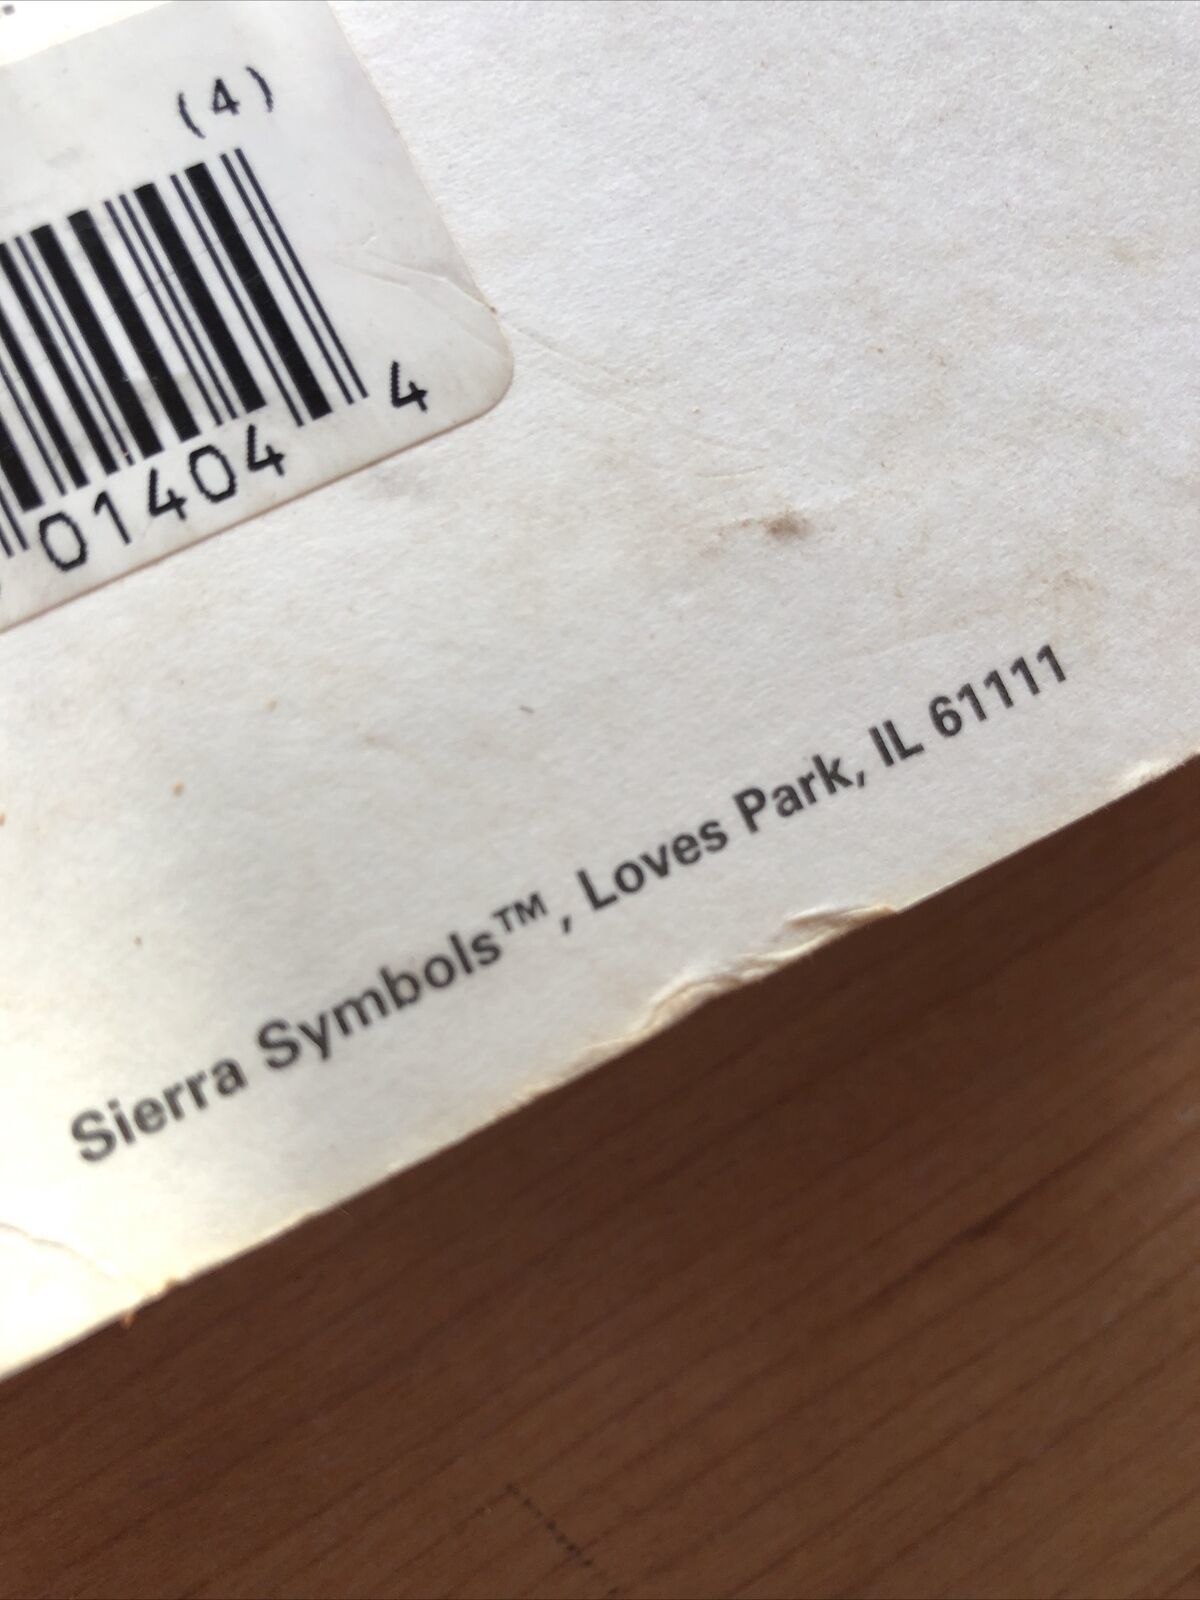 (4)
01404 4
Sierra Symbols™, Loves Park, IL 61111